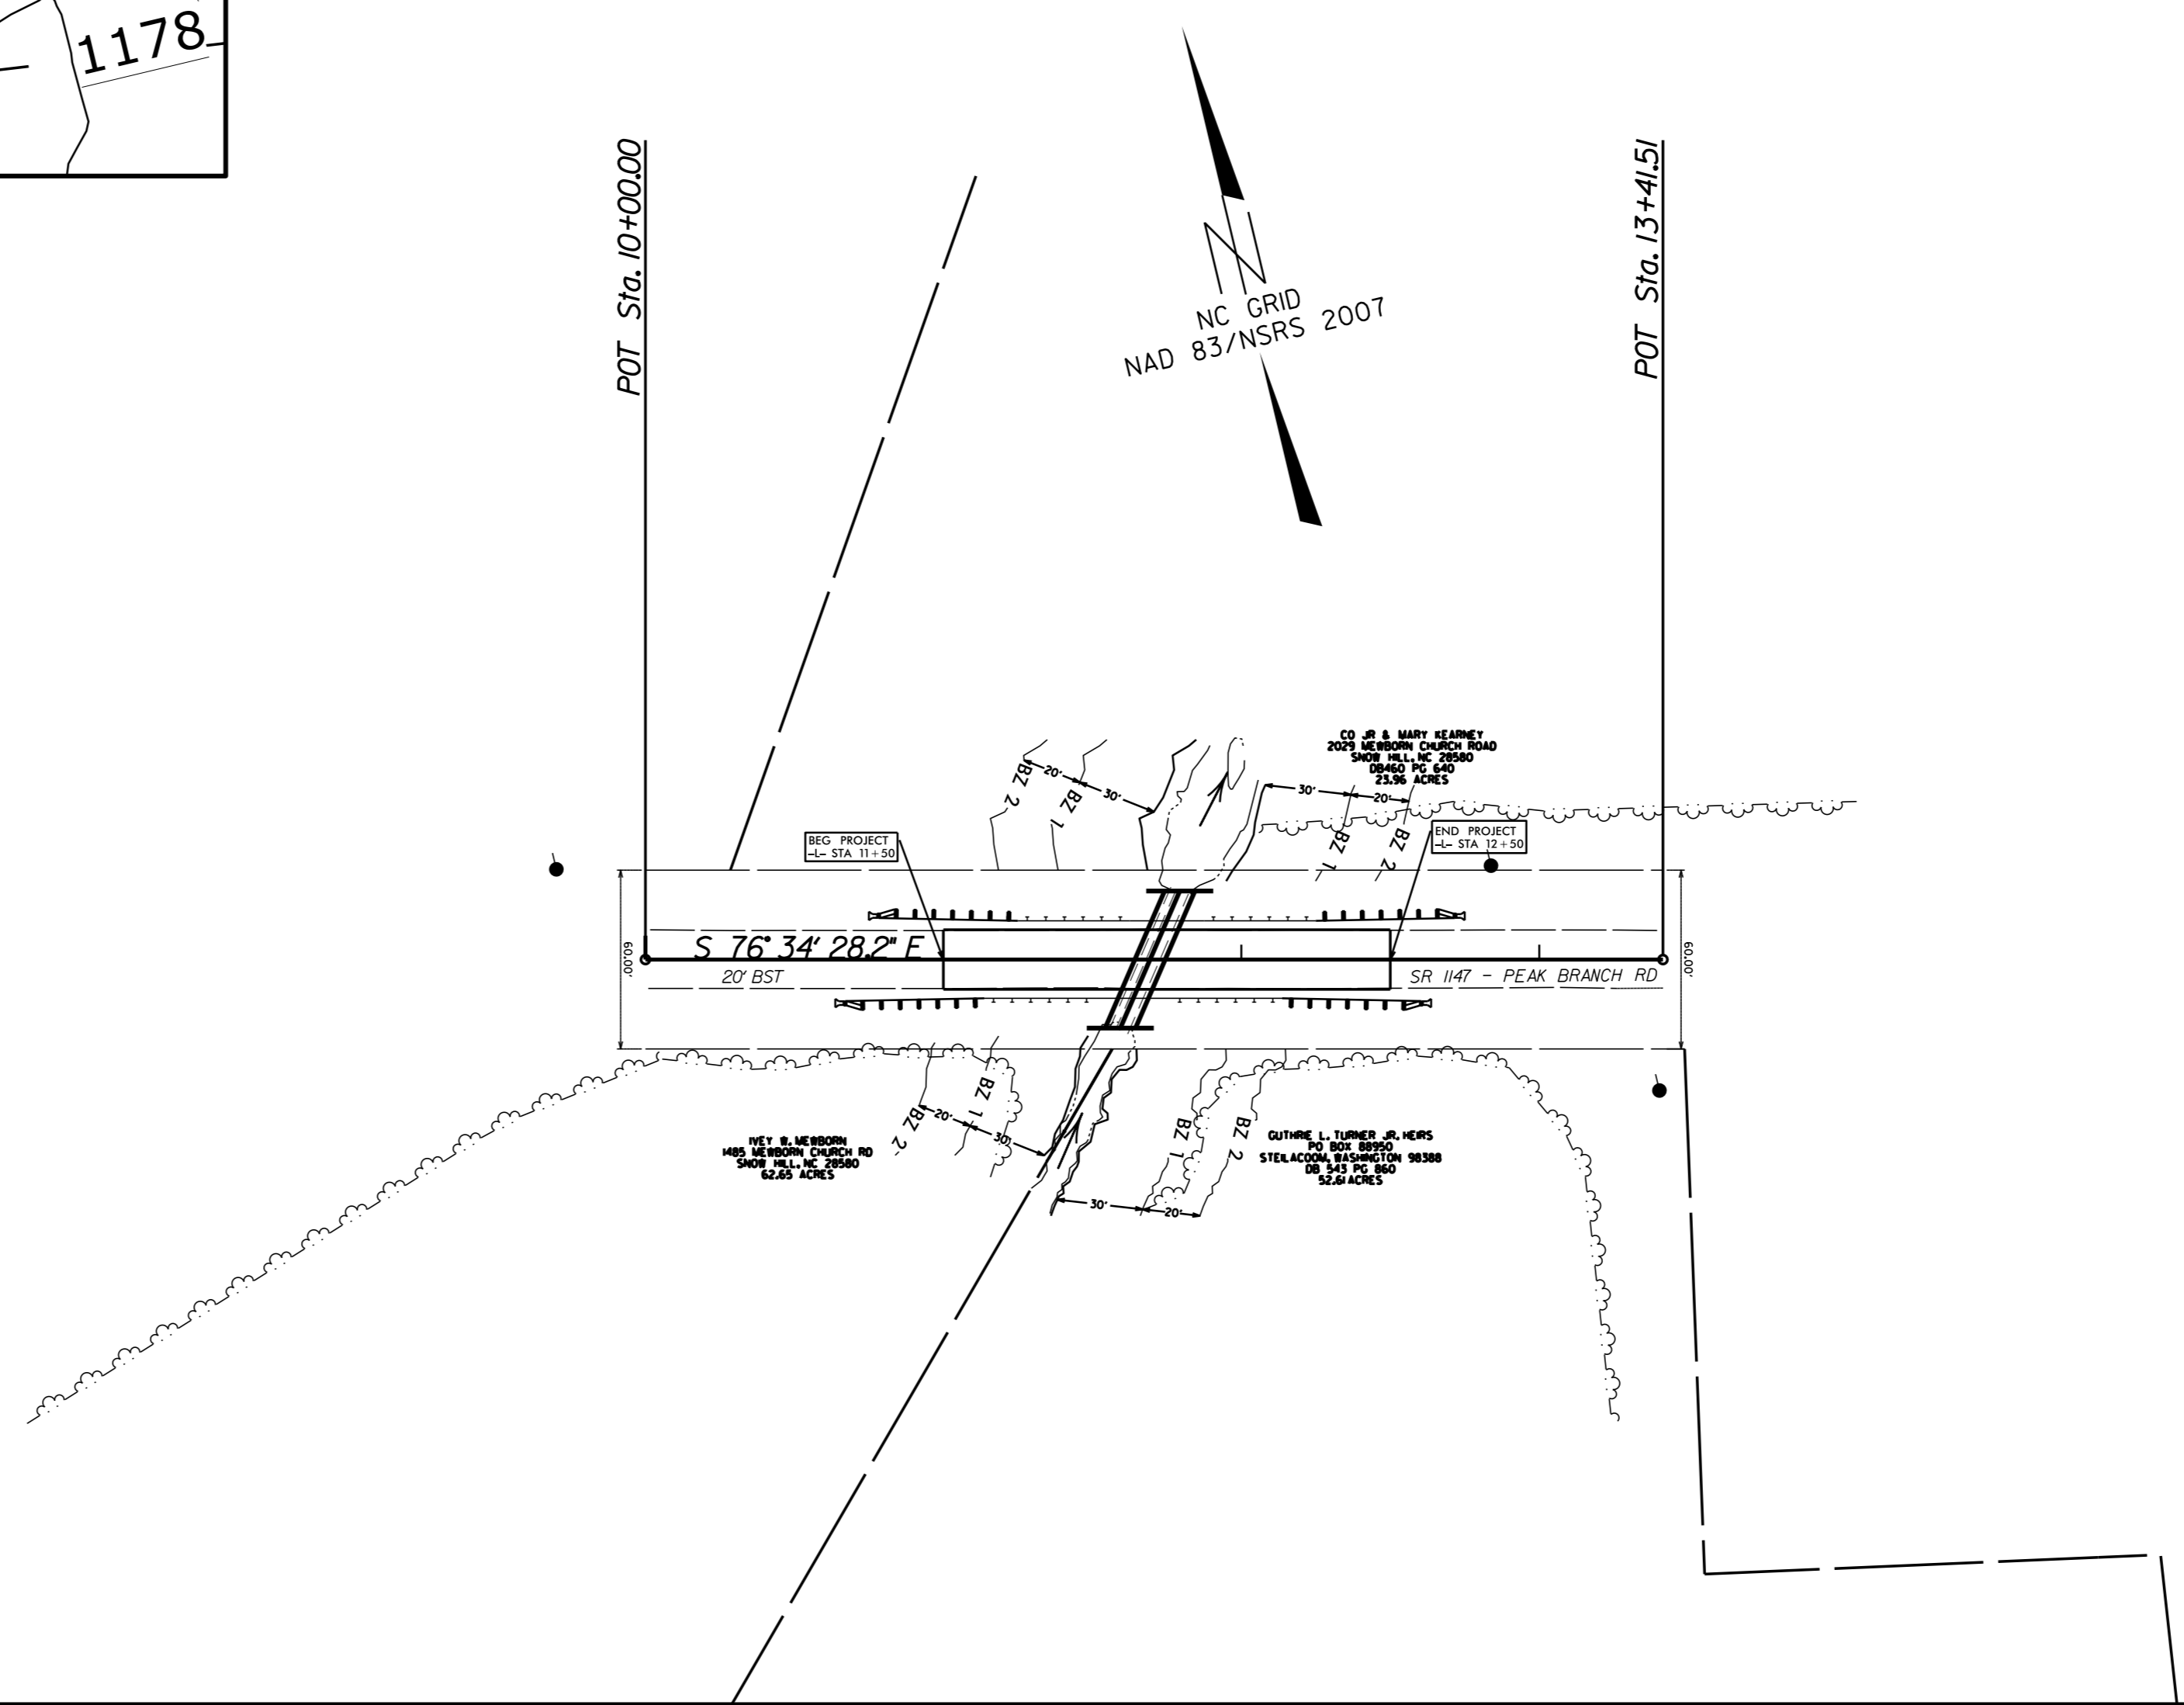 1178
POT Sta. 10+00.00
POT Sta. 13+41.51
NC GRID
NAD 83/NSRS 2007
CO JR & MARY KEARNEY
2029 MEWBORN CHURCH ROAD
SNOW HILL, NC 28580
DB460 PG 640
23.96 ACRES
BZ 2
20'
BZ 1
30'
30'
20'
BZ 1
BZ 2
BEG PROJECT
-L- STA 11+50
END PROJECT
-L- STA 12+50
60.00'
S 76° 34' 28.2" E
20' BST
SR 1147 - PEAK BRANCH RD
60.00'
BZ 2
20'
BZ 1
30'
BZ 1
BZ 2
30'
20'
IVEY W. MEWBORN
1485 MEWBORN CHURCH RD
SNOW HILL, NC 28580
62.65 ACRES
GUTHRIE L. TURNER JR. HEIRS
PO BOX 88950
STEILACOOM, WASHINGTON 98388
DB 543 PG 860
52.61 ACRES